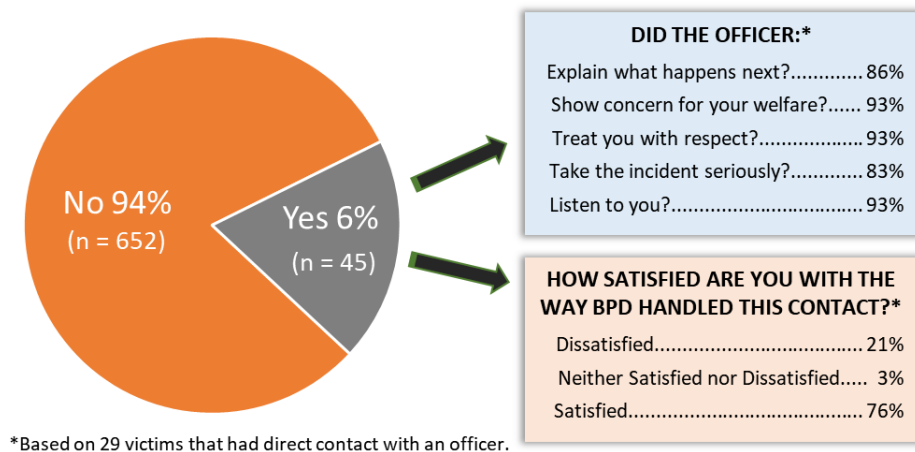 No 94%
(n = 652)
Yes 6%
(n = 45)
DID THE OFFICER:*
Explain what happens next?............. 86%
Show concern for your welfare?...... 93%
Treat you with respect?................... 93%
Take the incident seriously?............ 83%
Listen to you?................................... 93%
HOW SATISFIED ARE YOU WITH THE
WAY BPD HANDLED THIS CONTACT?*
Dissatisfied...................................... 21%
Neither Satisfied nor Dissatisfied..... 3%
Satisfied.......................................... 76%
*Based on 29 victims that had direct contact with an officer.